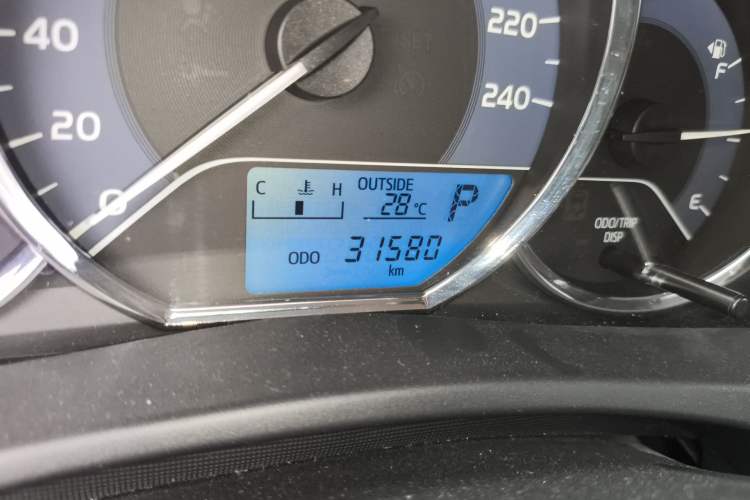 40
20
0
220
240
F
E
C H
OUTSIDE
28 °C
P
ODO 31580
km
ODO/TRIP
DISP